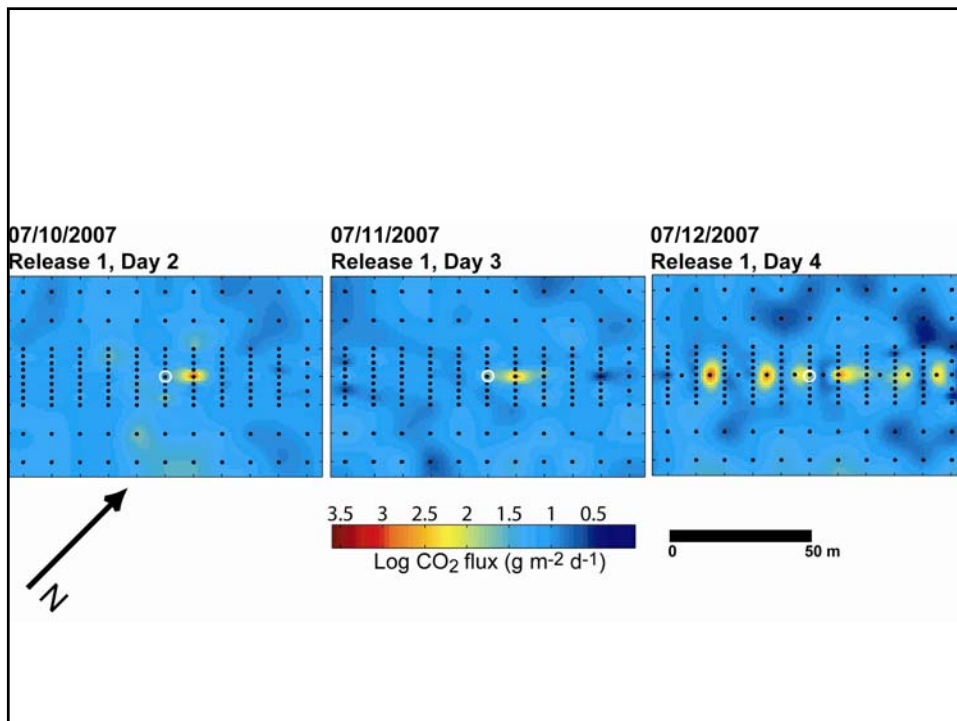 07/10/2007
Release 1, Day 2
07/11/2007
Release 1, Day 3
07/12/2007
Release 1, Day 4
N
3.5 3 2.5 2 1.5 1 0.5
Log CO2 flux (g m-2 d-1)
0 50 m